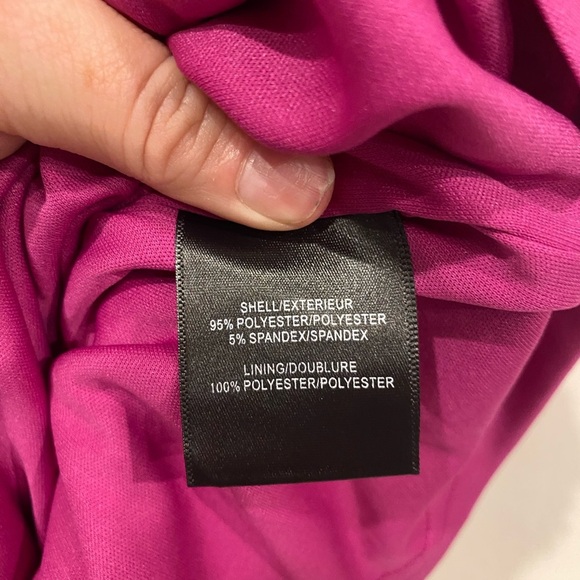 SHELL/EXTERIEUR
95% POLYESTER/POLYESTER
5% SPANDEX/SPANDEX
LINING/DOUBLURE
100% POLYESTER/POLYESTER